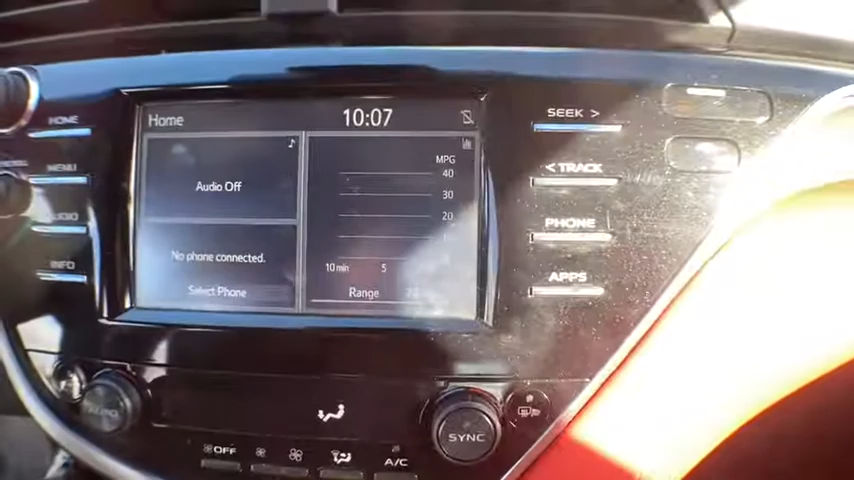 HOME
MENU
AUDIO
INFO
Home
10:07
Audio Off
No phone connected.
Select Phone
MPG
40
30
20
10 min
5
Range
SEEK >
< TRACK
PHONE
APPS
AUTO
OFF
A/C
SYNC